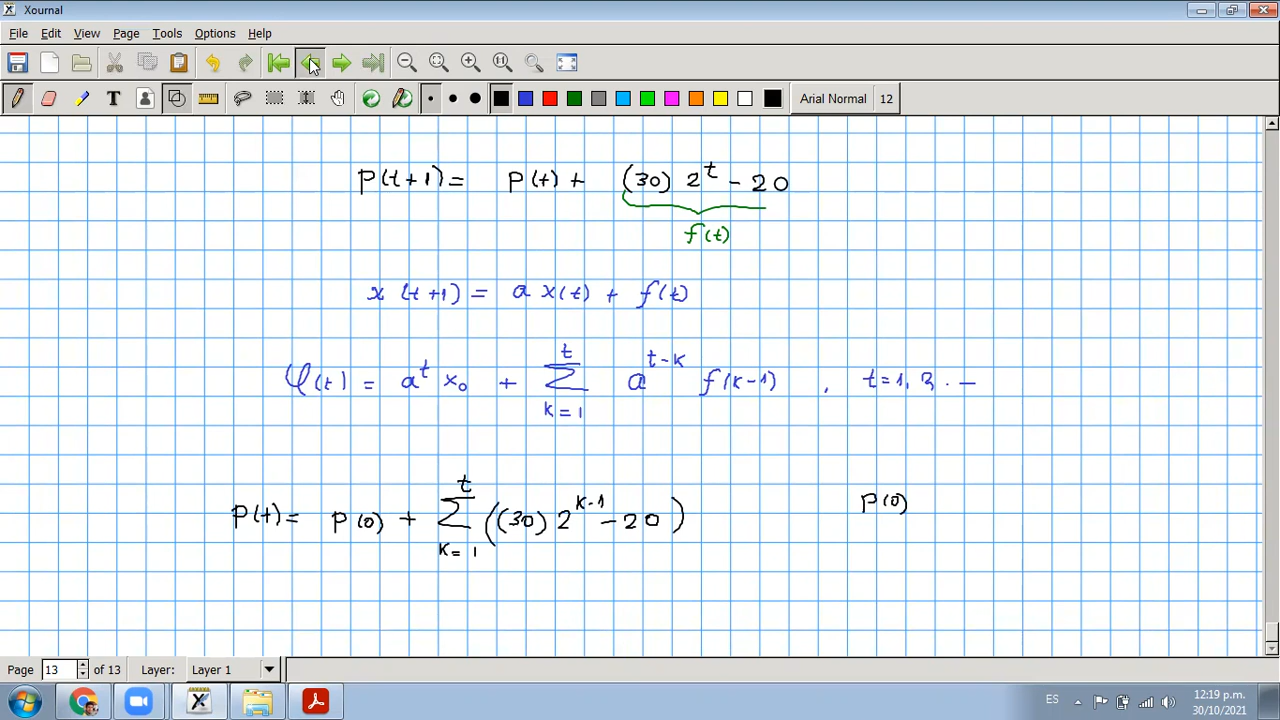 Xournal
File Edit View Page Tools Options Help
Arial Normal 12
p(t+1) = p(t) + (30) 2^t - 20
f(t)
x(t+1) = a x(t) + f(t)
φ(t) = a^t x₀ + Σ_{k=1}^{t} a^{t-k} f(k-1) , t=1, 2 . —
p(t) = p(0) + Σ_{k=1}^{t} ((30) 2^{k-1} - 20)
p(0)
Page 13 of 13 Layer: Layer 1
ES 12:19 p.m.
30/10/2021